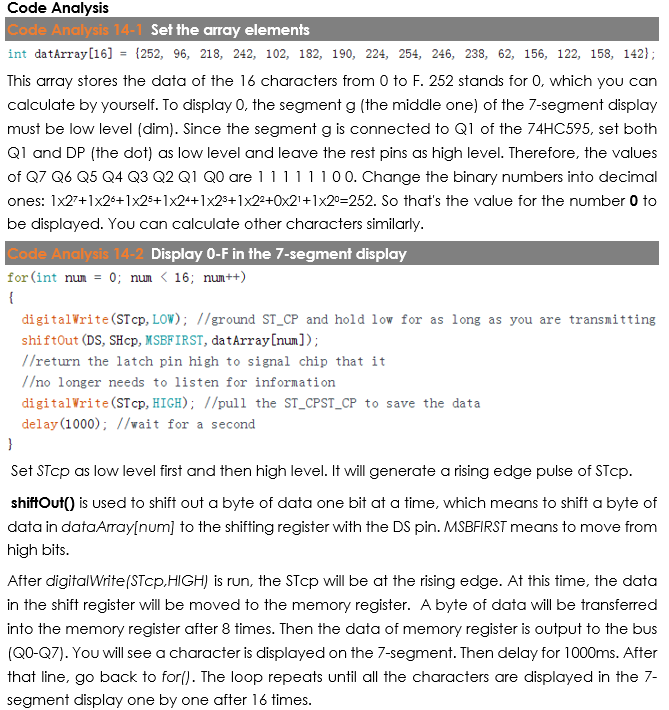 Code Analysis
Code Analysis 14-1 Set the array elements
int datArray[16] = {252, 96, 218, 242, 102, 182, 190, 224, 254, 246, 238, 62, 156, 122, 158, 142};
This array stores the data of the 16 characters from 0 to F. 252 stands for 0, which you can
calculate by yourself. To display 0, the segment g (the middle one) of the 7-segment display
must be low level (dim). Since the segment g is connected to Q1 of the 74HC595, set both
Q1 and DP (the dot) as low level and leave the rest pins as high level. Therefore, the values
of Q7 Q6 Q5 Q4 Q3 Q2 Q1 Q0 are 1 1 1 1 1 1 0 0. Change the binary numbers into decimal
ones: 1x2⁷+1x2⁶+1x2⁵+1x2⁴+1x2³+1x2²+0x2¹+1x2⁰=252. So that's the value for the number 0 to
be displayed. You can calculate other characters similarly.
Code Analysis 14-2 Display 0-F in the 7-segment display
for(int num = 0; num < 16; num++)
{
digitalWrite(STcp,LOW); //ground ST_CP and hold low for as long as you are transmitting
shiftOut(DS,SHcp,MSBFIRST,datArray[num]);
//return the latch pin high to signal chip that it
//no longer needs to listen for information
digitalWrite(STcp,HIGH); //pull the ST_CPST_CP to save the data
delay(1000); //wait for a second
}
Set STcp as low level first and then high level. It will generate a rising edge pulse of STcp.
shiftOut() is used to shift out a byte of data one bit at a time, which means to shift a byte of
data in dataArray[num] to the shifting register with the DS pin. MSBFIRST means to move from
high bits.
After digitalWrite(STcp,HIGH) is run, the STcp will be at the rising edge. At this time, the data
in the shift register will be moved to the memory register. A byte of data will be transferred
into the memory register after 8 times. Then the data of memory register is output to the bus
(Q0-Q7). You will see a character is displayed on the 7-segment. Then delay for 1000ms. After
that line, go back to for(). The loop repeats until all the characters are displayed in the 7-
segment display one by one after 16 times.